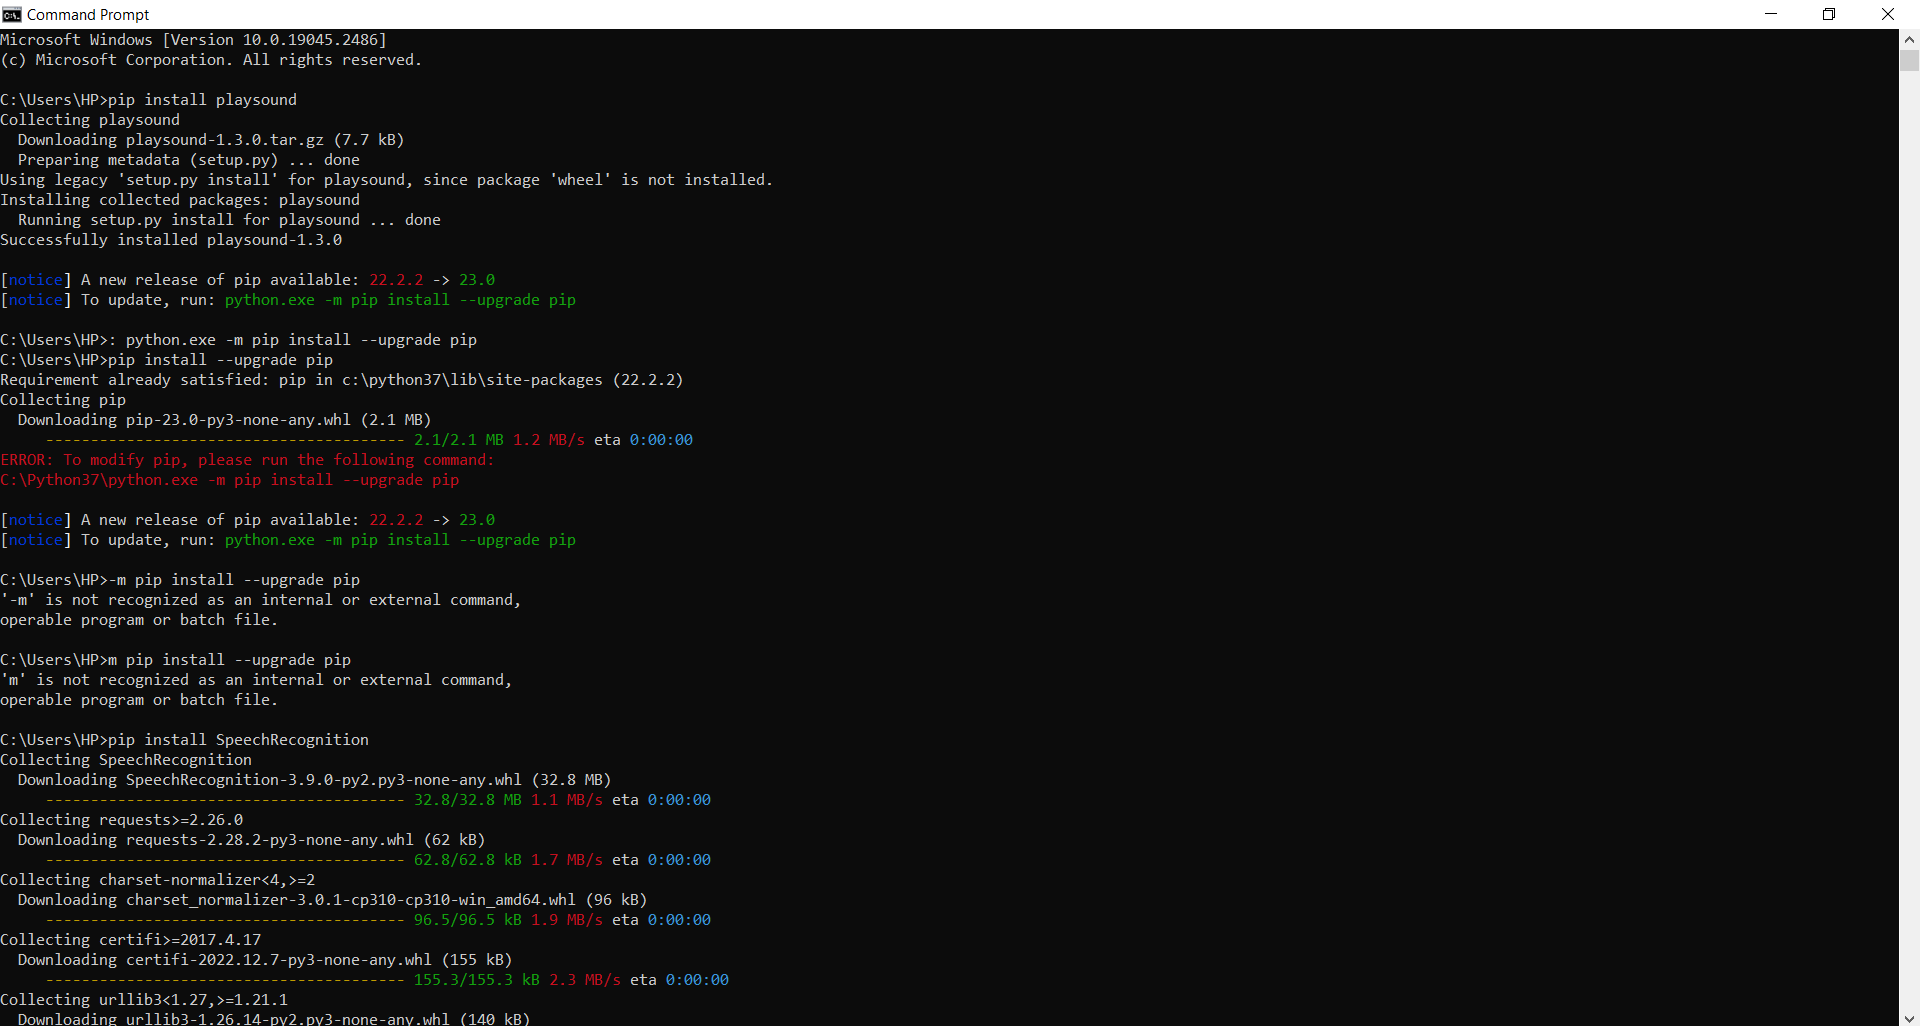 Command Prompt
Microsoft Windows [Version 10.0.19045.2486]
(c) Microsoft Corporation. All rights reserved.
C:\Users\HP>pip install playsound
Collecting playsound
Downloading playsound-1.3.0.tar.gz (7.7 kB)
Preparing metadata (setup.py) ... done
Using legacy 'setup.py install' for playsound, since package 'wheel' is not installed.
Installing collected packages: playsound
Running setup.py install for playsound ... done
Successfully installed playsound-1.3.0
[notice] A new release of pip available: 22.2.2 -> 23.0
[notice] To update, run: python.exe -m pip install --upgrade pip
C:\Users\HP>: python.exe -m pip install --upgrade pip
C:\Users\HP>pip install --upgrade pip
Requirement already satisfied: pip in c:\python37\lib\site-packages (22.2.2)
Collecting pip
Downloading pip-23.0-py3-none-any.whl (2.1 MB)
---------------------------------------- 2.1/2.1 MB 1.2 MB/s eta 0:00:00
ERROR: To modify pip, please run the following command:
C:\Python37\python.exe -m pip install --upgrade pip
[notice] A new release of pip available: 22.2.2 -> 23.0
[notice] To update, run: python.exe -m pip install --upgrade pip
C:\Users\HP>-m pip install --upgrade pip
'-m' is not recognized as an internal or external command,
operable program or batch file.
C:\Users\HP>m pip install --upgrade pip
'm' is not recognized as an internal or external command,
operable program or batch file.
C:\Users\HP>pip install SpeechRecognition
Collecting SpeechRecognition
Downloading SpeechRecognition-3.9.0-py2.py3-none-any.whl (32.8 MB)
---------------------------------------- 32.8/32.8 MB 1.1 MB/s eta 0:00:00
Collecting requests>=2.26.0
Downloading requests-2.28.2-py3-none-any.whl (62 kB)
---------------------------------------- 62.8/62.8 kB 1.7 MB/s eta 0:00:00
Collecting charset-normalizer<4,>=2
Downloading charset_normalizer-3.0.1-cp310-cp310-win_amd64.whl (96 kB)
---------------------------------------- 96.5/96.5 kB 1.9 MB/s eta 0:00:00
Collecting certifi>=2017.4.17
Downloading certifi-2022.12.7-py3-none-any.whl (155 kB)
---------------------------------------- 155.3/155.3 kB 2.3 MB/s eta 0:00:00
Collecting urllib3<1.27,>=1.21.1
Downloading urllib3-1.26.14-py2.py3-none-any.whl (140 kB)